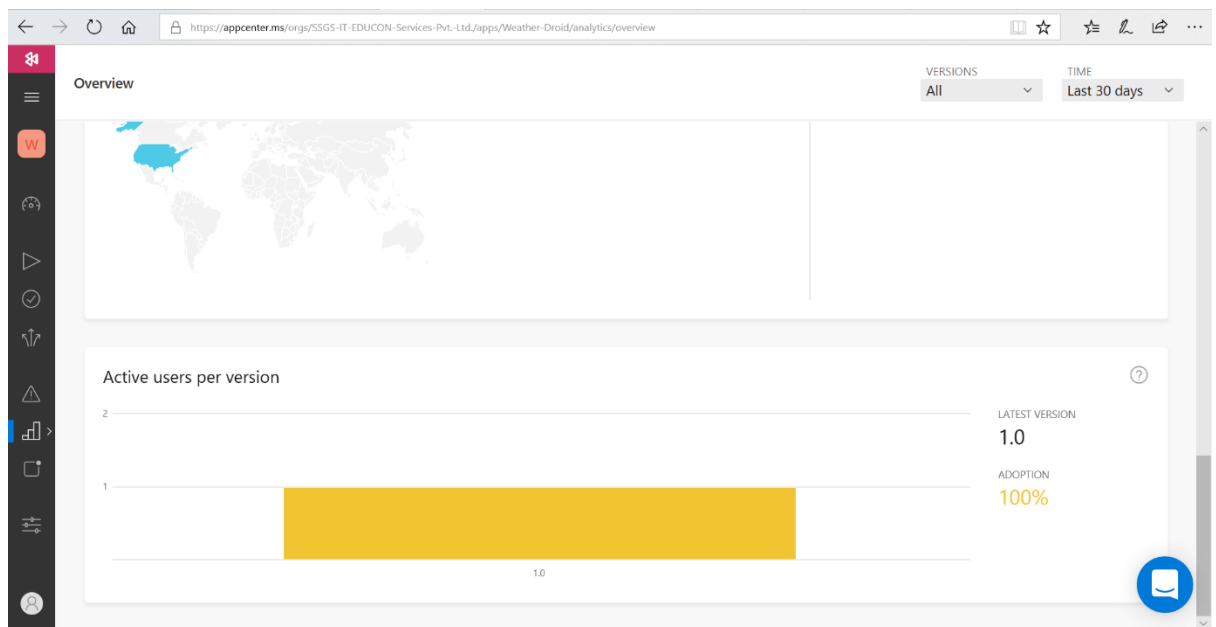 https://appcenter.ms/orgs/SSGS-IT-EDUCON-Services-Pvt.-Ltd./apps/Weather-Droid/analytics/overview
Overview
VERSIONS
All
TIME
Last 30 days
W
Active users per version
2
1
1.0
LATEST VERSION
1.0
ADOPTION
100%